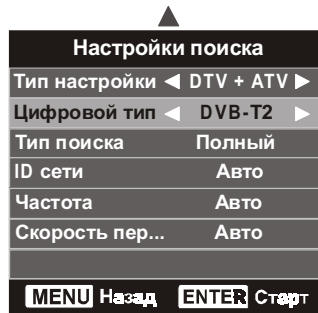 Настройки поиска
Тип настройки DTV + ATV
Цифровой тип DVB-T2
Тип поиска Полный
ID сети Авто
Частота Авто
Скорость пер... Авто
MENU Назад ENTER Старт